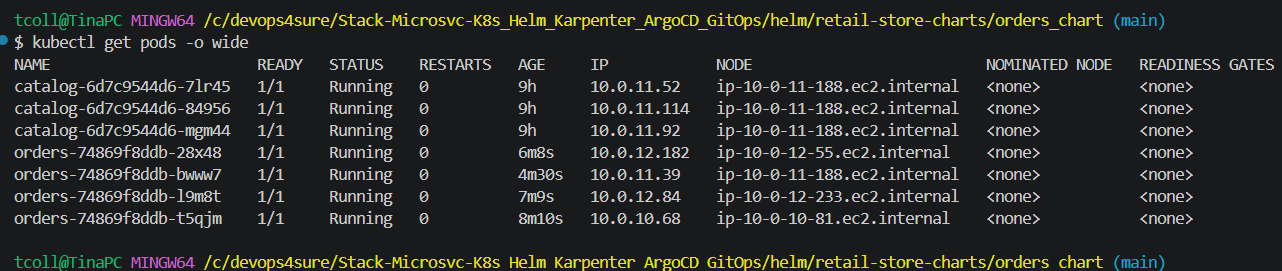 tcoll@TinaPC MINGW64 /c/devops4sure/Stack-Microsvc-K8s_Helm_Karpenter_ArgoCD_GitOps/helm/retail-store-charts/orders_chart (main)
$ kubectl get pods -o wide
NAME READY STATUS RESTARTS AGE IP NODE NOMINATED NODE READINESS GATES
catalog-6d7c9544d6-7lr45 1/1 Running 0 9h 10.0.11.52 ip-10-0-11-188.ec2.internal <none> <none>
catalog-6d7c9544d6-84956 1/1 Running 0 9h 10.0.11.114 ip-10-0-11-188.ec2.internal <none> <none>
catalog-6d7c9544d6-mgm44 1/1 Running 0 9h 10.0.11.92 ip-10-0-11-188.ec2.internal <none> <none>
orders-74869f8ddb-28x48 1/1 Running 0 6m8s 10.0.12.182 ip-10-0-12-55.ec2.internal <none> <none>
orders-74869f8ddb-bwww7 1/1 Running 0 4m30s 10.0.11.39 ip-10-0-11-188.ec2.internal <none> <none>
orders-74869f8ddb-l9m8t 1/1 Running 0 7m9s 10.0.12.84 ip-10-0-12-233.ec2.internal <none> <none>
orders-74869f8ddb-t5qjm 1/1 Running 0 8m10s 10.0.10.68 ip-10-0-10-81.ec2.internal <none> <none>
tcoll@TinaPC MINGW64 /c/devops4sure/Stack-Microsvc-K8s_Helm_Karpenter_ArgoCD_GitOps/helm/retail-store-charts/orders_chart (main)